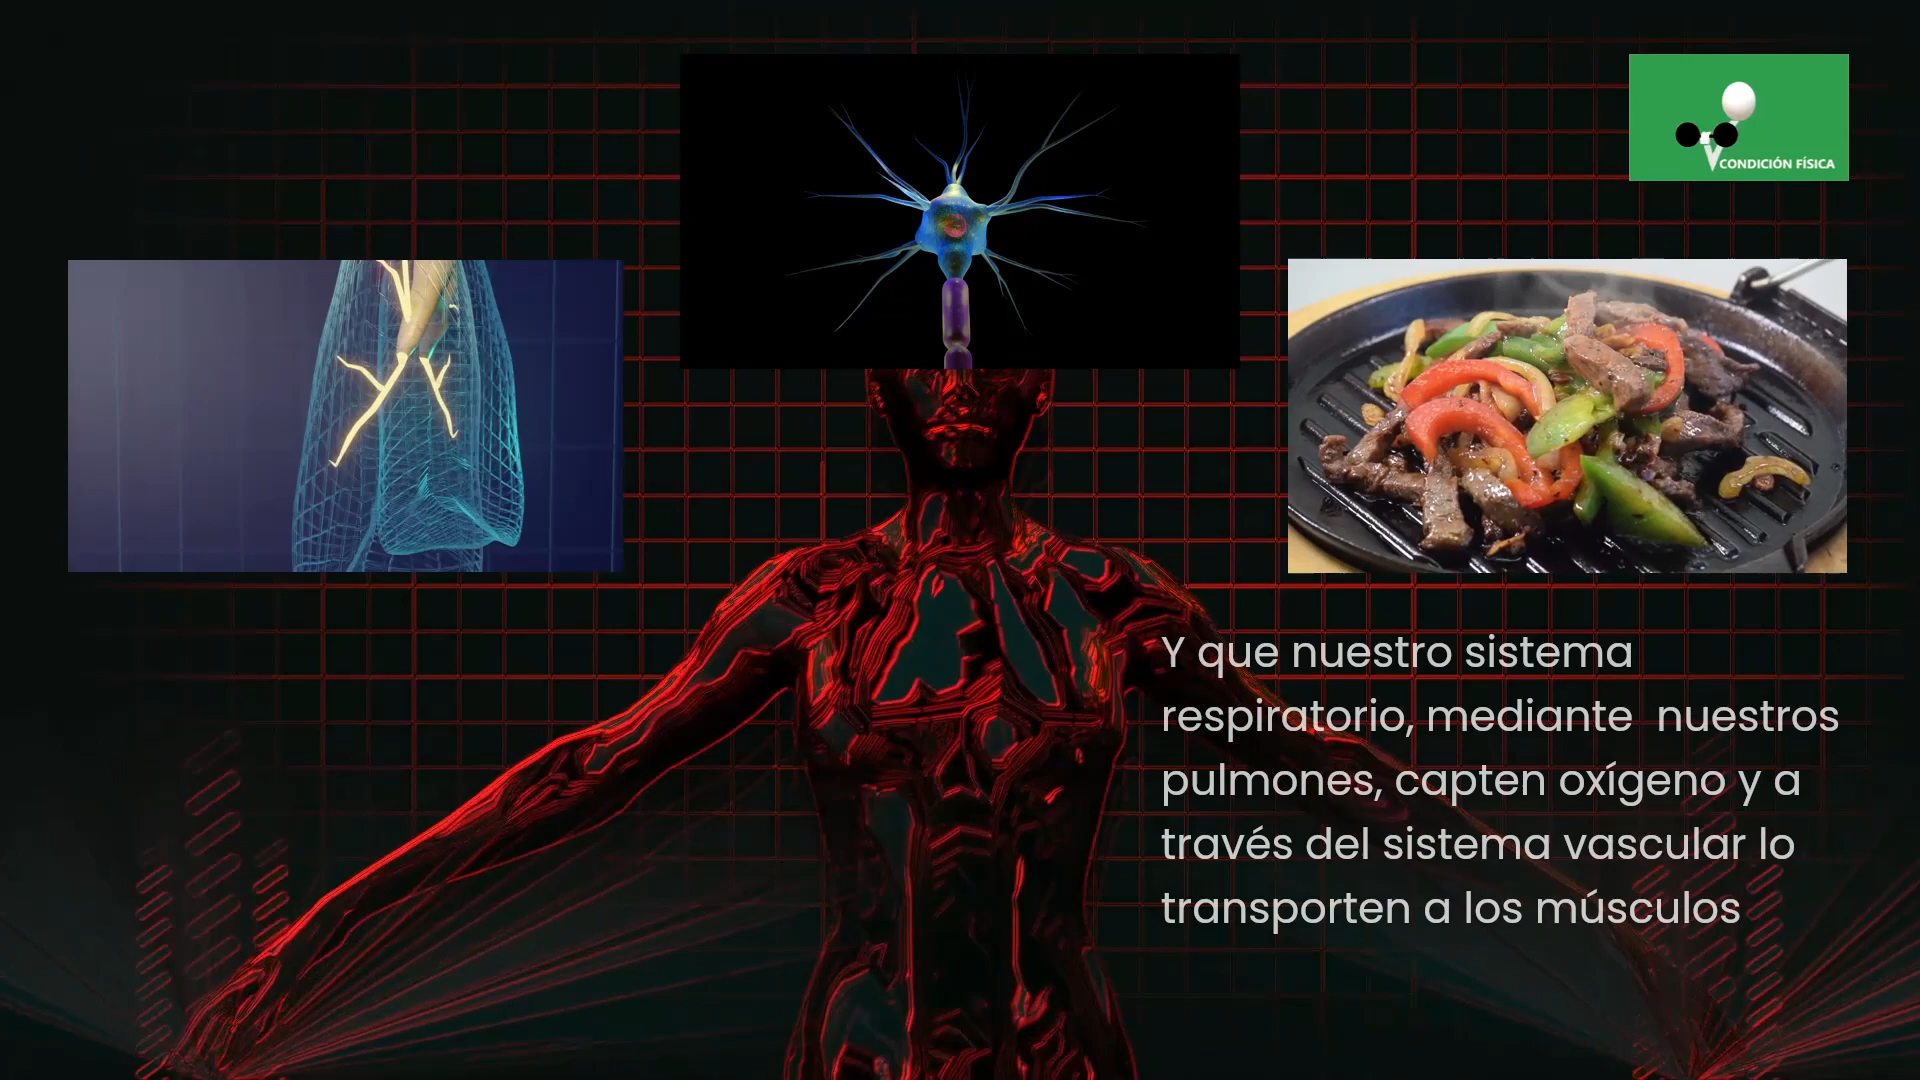 CONDICIÓN FÍSICA
Y que nuestro sistema
respiratorio, mediante nuestros
pulmones, capten oxígeno y a
través del sistema vascular lo
transporten a los músculos